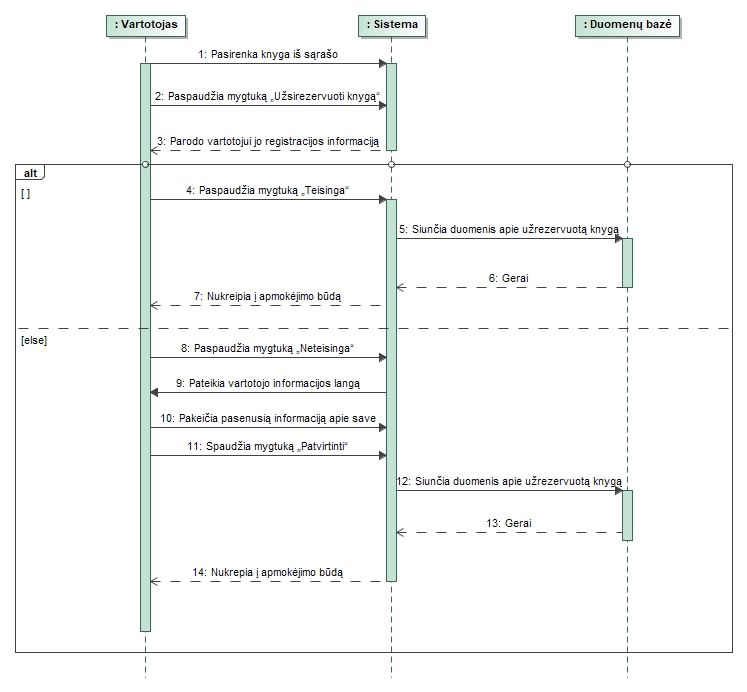 : Vartotojas
: Sistema
: Duomenų bazė
1: Pasirenka knyga iš sąrašo
2: Paspaudžia mygtuką „Užsirezervuoti knygą“
3: Parodo vartotojui jo registracijos informaciją
alt
[ ]
4: Paspaudžia mygtuką „Teisinga“
5: Siunčia duomenis apie užrezervuotą knygą
6: Gerai
7: Nukreipia į apmokėjimo būdą
[else]
8: Paspaudžia mygtuką „Neteisinga“
9: Pateikia vartotojo informacijos langą
10: Pakeičia pasenusią informaciją apie save
11: Spaudžia mygtuką „Patvirtinti“
12: Siunčia duomenis apie užrezervuotą knygą
13: Gerai
14: Nukrepia į apmokėjimo būdą